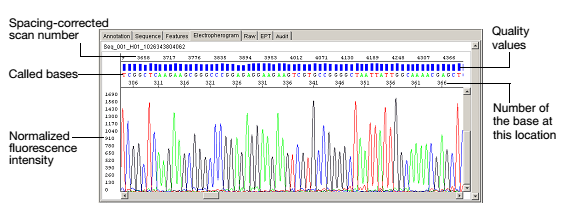 Spacing-corrected
scan number
Called bases
Normalized
fluorescence
intensity
Annotation Sequence Features Electropherogram Raw EPT Audit
Seq_001_H01_1026343804062
3658 3717 3776 3835 3894 3953 4012 4071 4130 4189 4248 4307 4366
TCGGCTCAAGAACGGGCCCGGAGAGGAAGAAGTCGTGCCGGGGCTAATTATTGGCAAAACGAGCT
306 311 316 321 326 331 336 341 346 351 356 361 366
1690
1560
1430
1300
1170
1040
910
780
650
520
390
260
130
0
Quality
values
Number of
the base at
this location